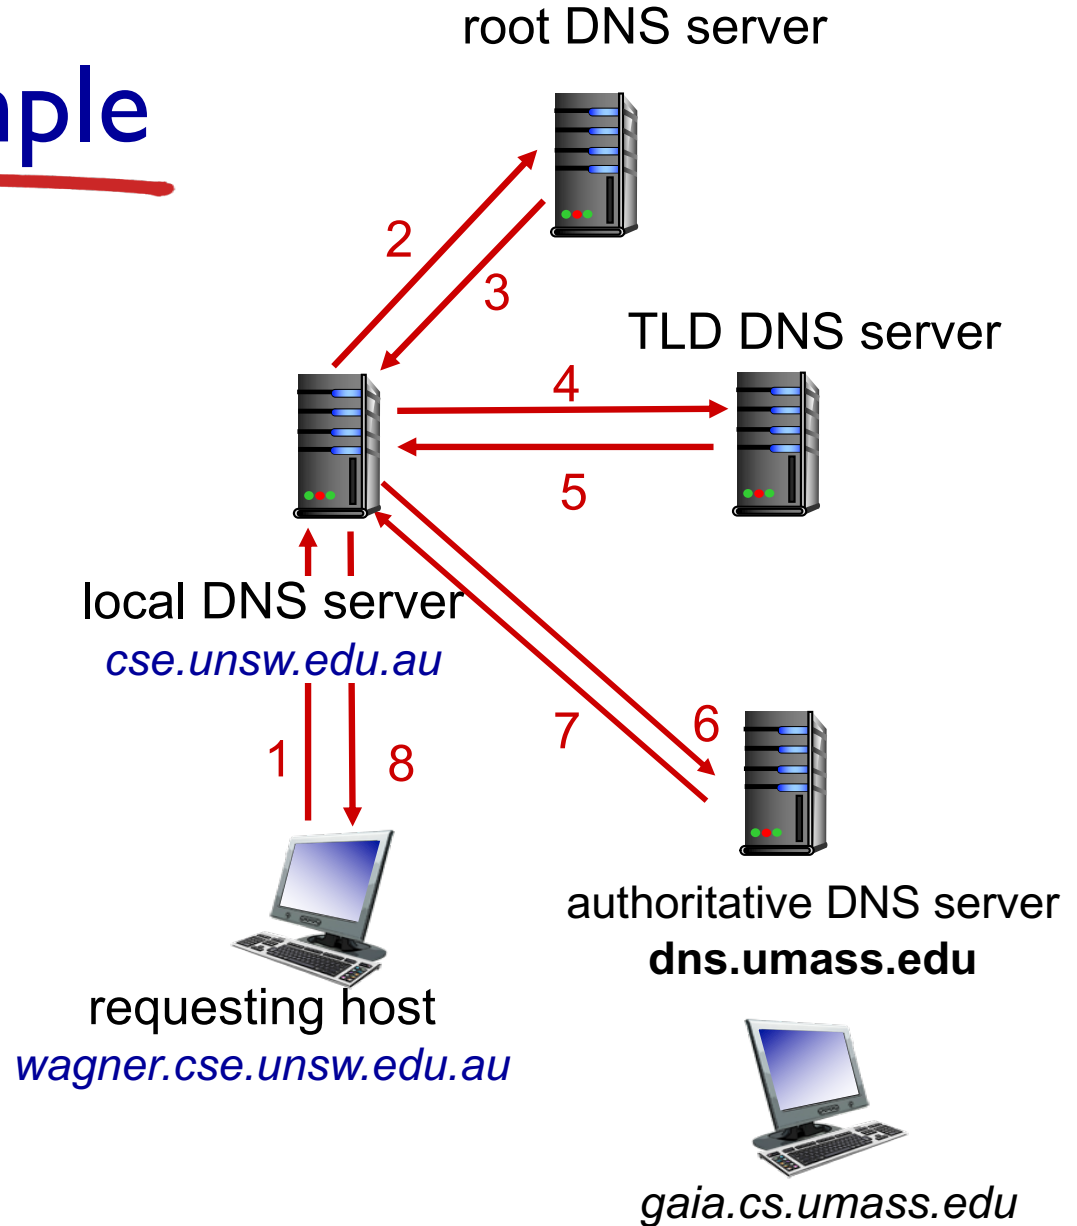 root DNS server
2
3
TLD DNS server
4
5
local DNS server
cse.unsw.edu.au
7
6
1
8
authoritative DNS server
dns.umass.edu
requesting host
wagner.cse.unsw.edu.au
gaia.cs.umass.edu